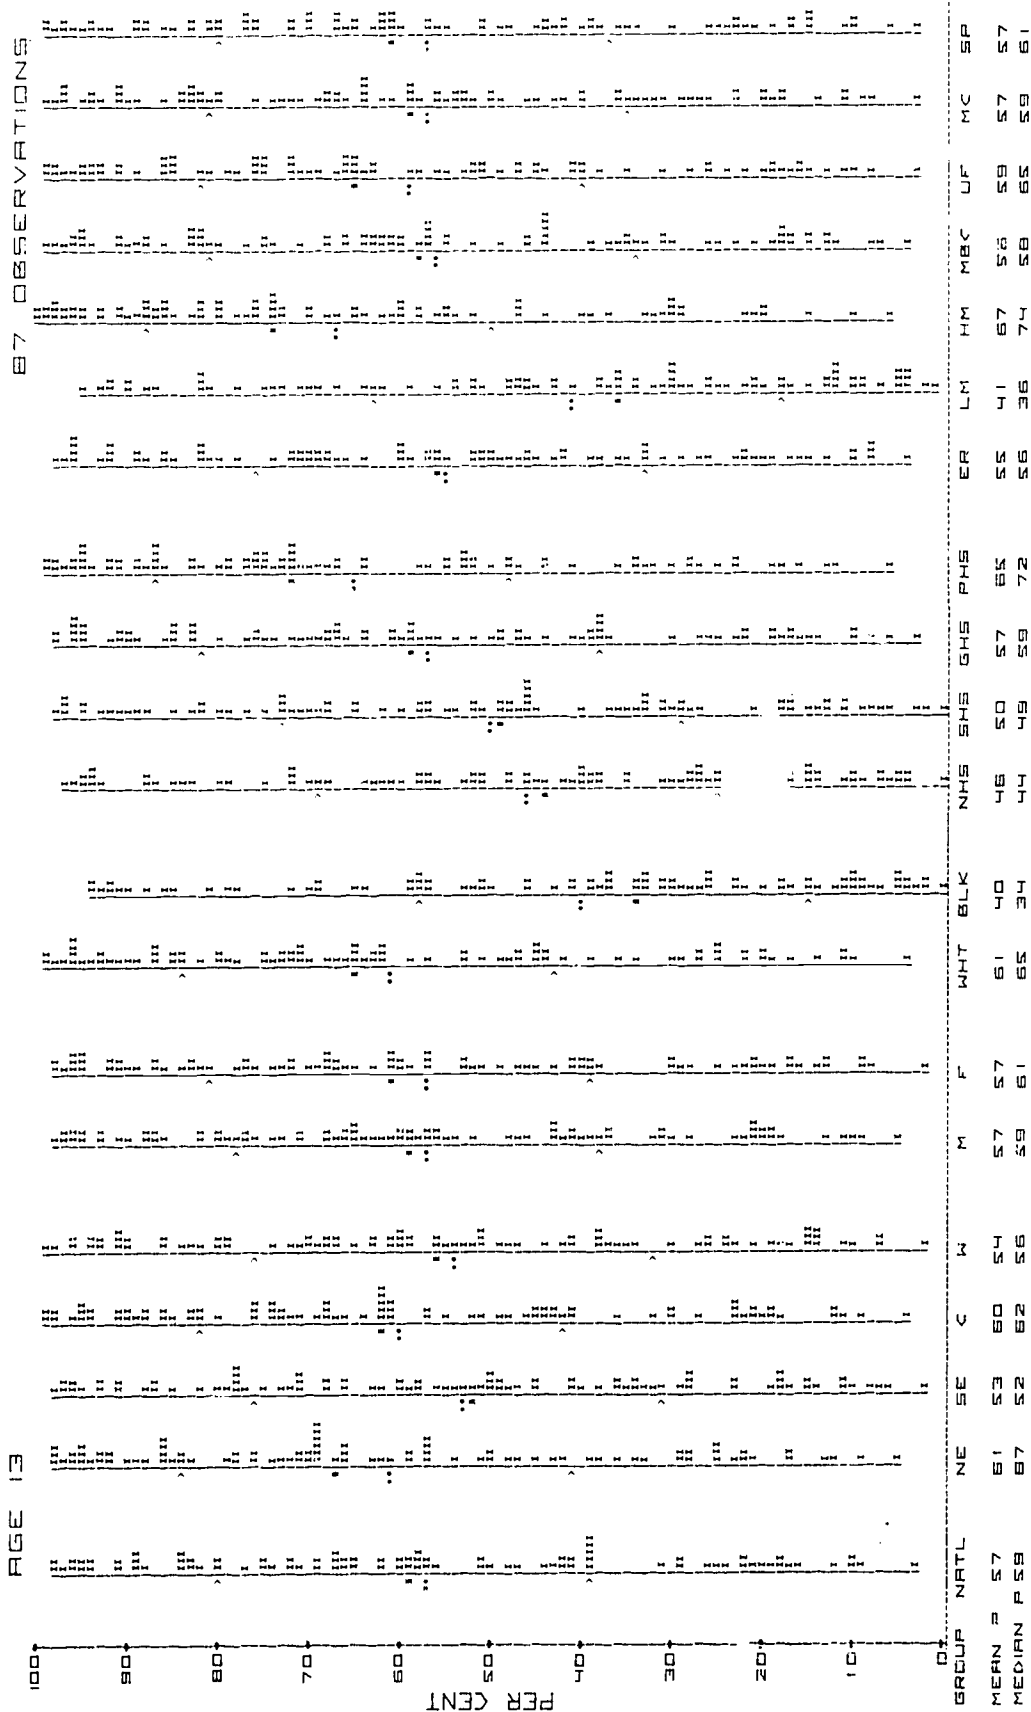 AGE 13
87 OBSERVATIONS
PER CENT
100
90
80
70
60
50
40
30
20
10
0
GROUP NATL NE SE C W M F WHT BLK NHS SHS GHS PHS ER LM HM MBC UF MC SP
MEAN P 57 61 53 60 54 57 57 61 40 46 50 57 65 55 41 67 56 59 57 57
MEDIAN P 59 67 52 62 56 59 61 65 34 44 49 59 72 56 36 74 58 65 59 61